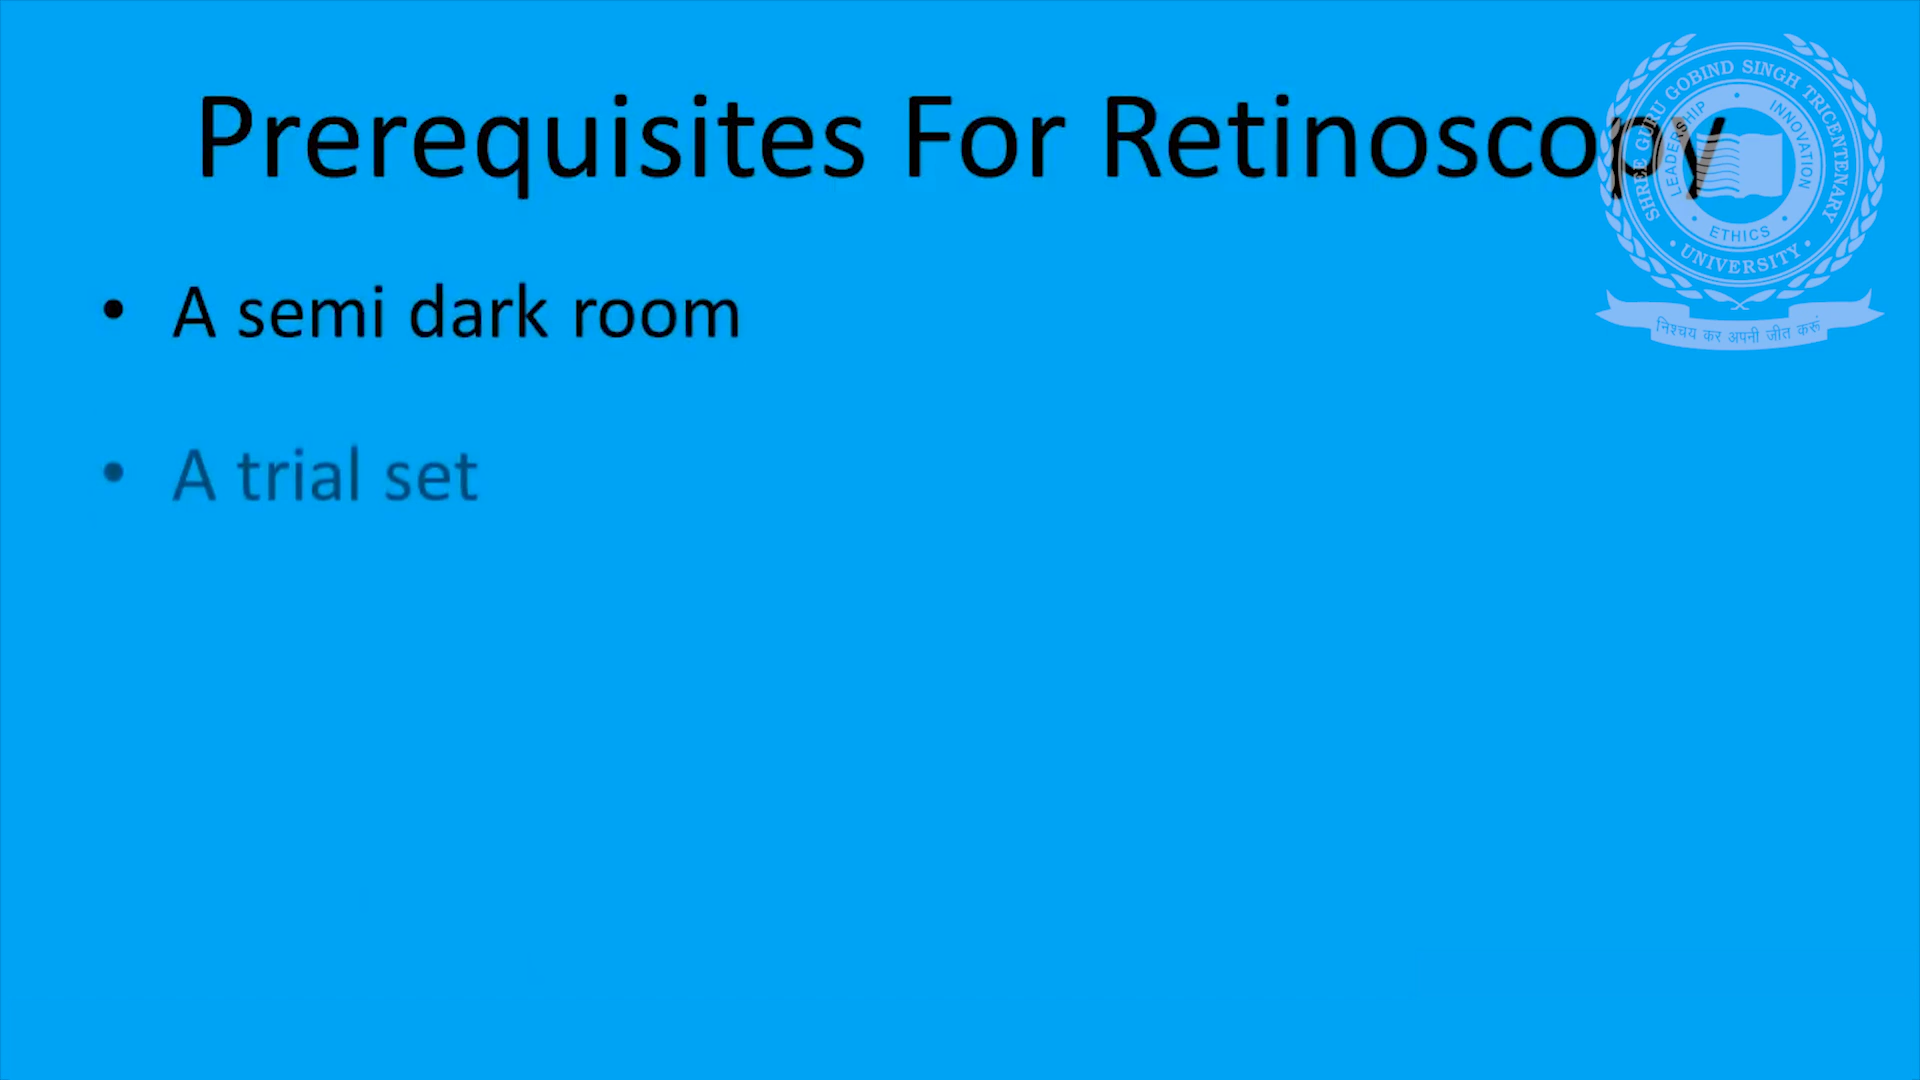 Prerequisites For Retinoscopy
SHREE GURU GOBIND SINGH TRICENTENARY
UNIVERSITY
LEADERSHIP
INNOVATION
ETHICS
निश्चय कर अपनी जीत करूं
• A semi dark room
• A trial set